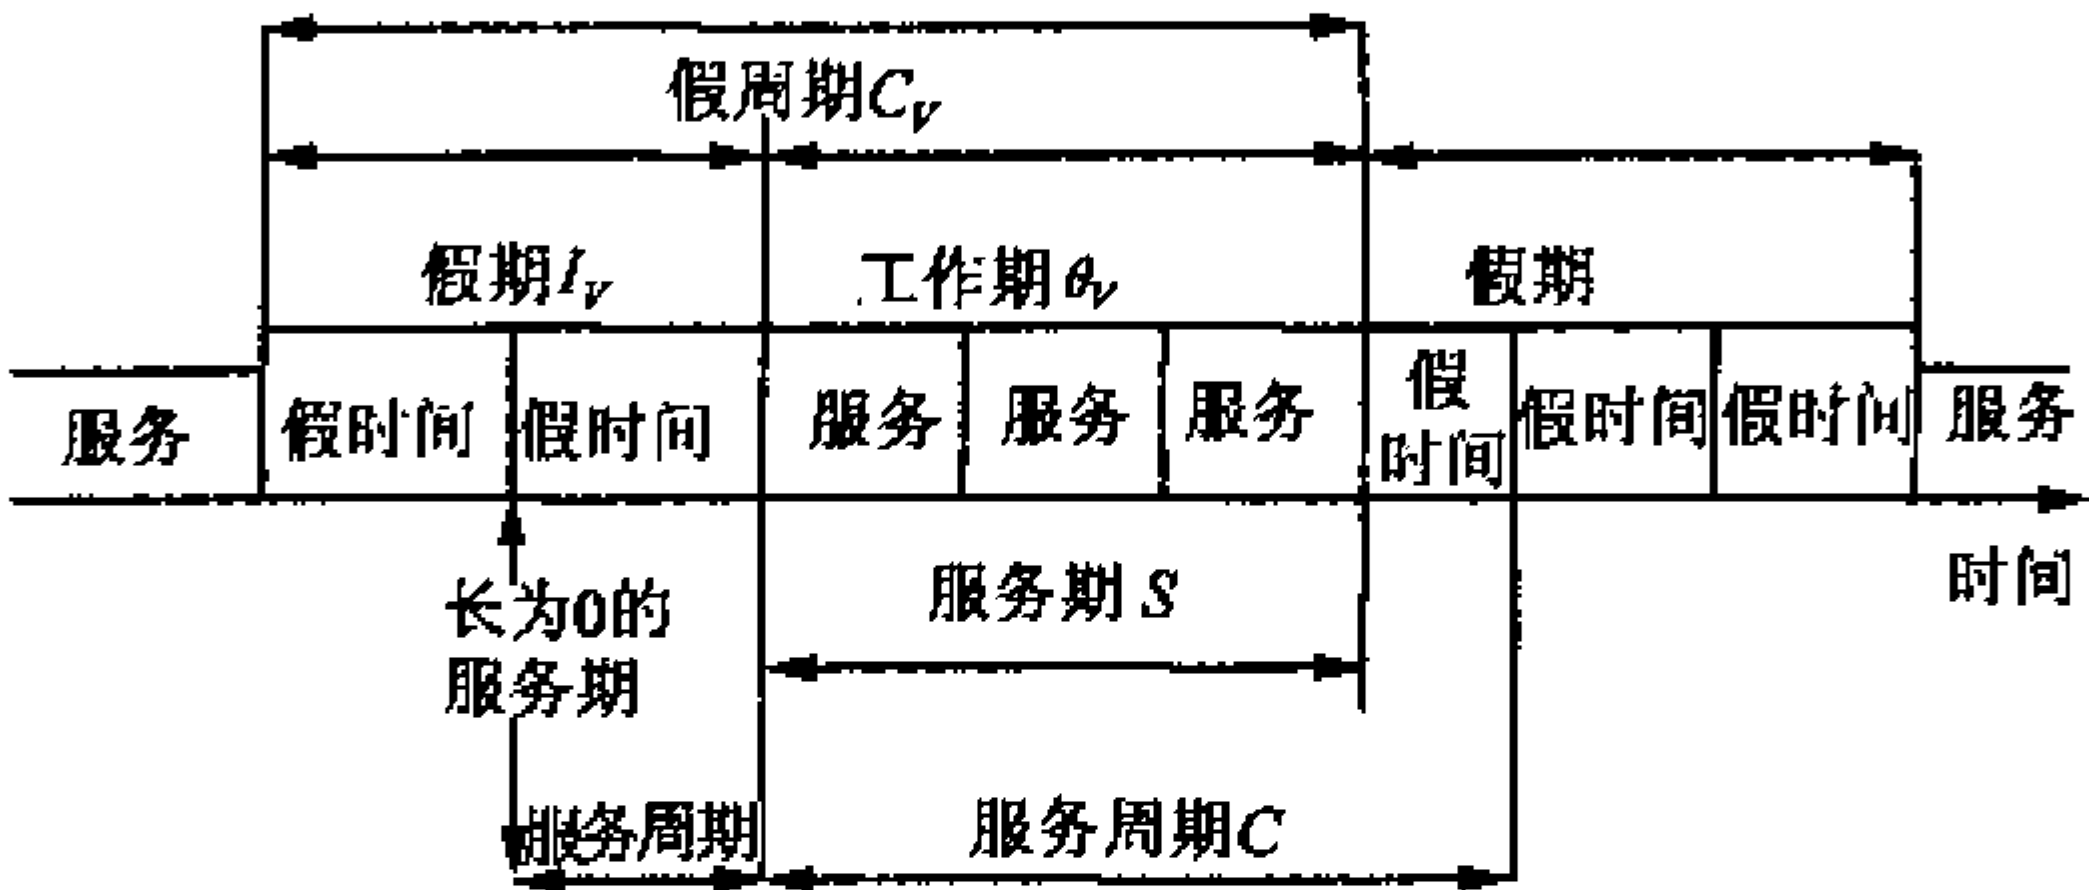 假周期Cᵥ
假期Iᵥ
工作期θᵥ
假期
服务
假时间
假时间
服务
服务
服务
假
时间
假时间
假时间
服务
时间
长为0的
服务期
服务期S
服务周期
服务周期C